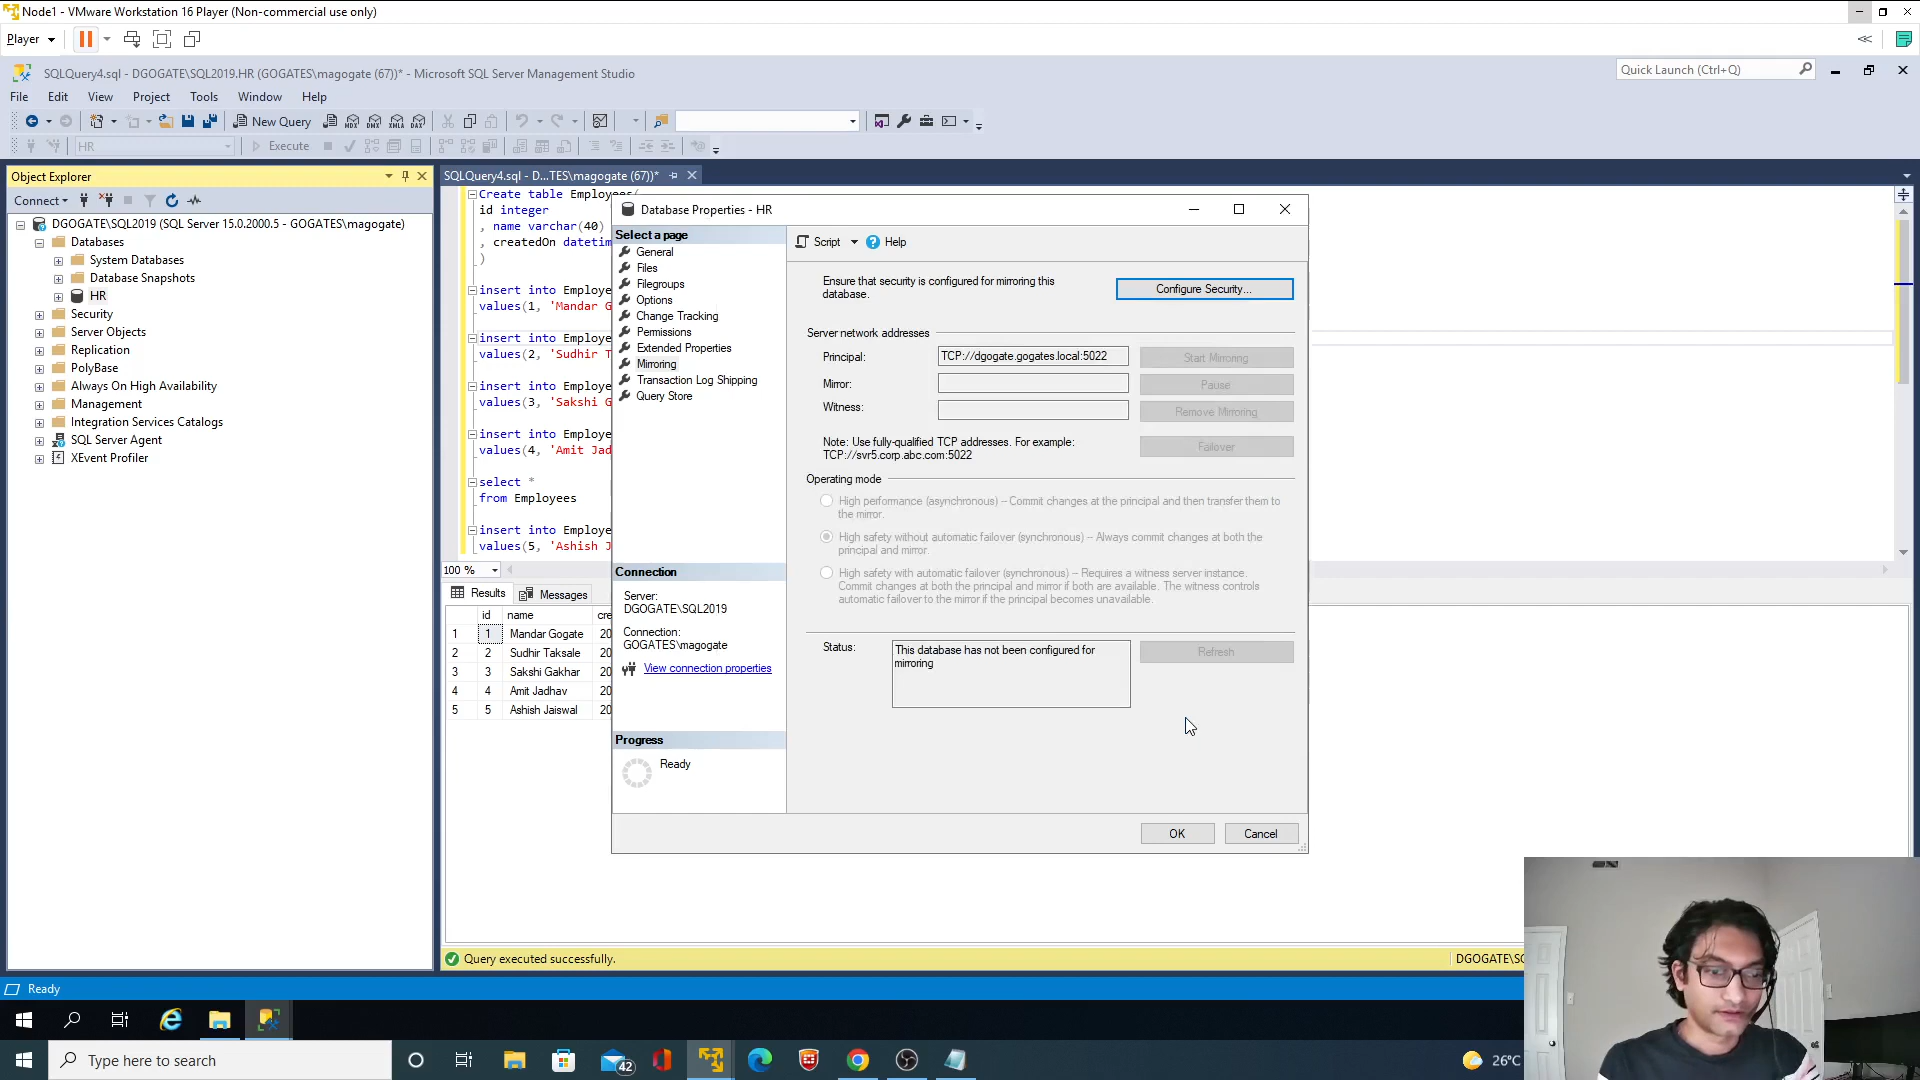 Node1 - VMware Workstation 16 Player (Non-commercial use only)
Player
SQLQuery4.sql - DGOGATE\SQL2019.HR (GOGATES\magogate (67))* - Microsoft SQL Server Management Studio
Quick Launch (Ctrl+Q)
File Edit View Project Tools Window Help
New Query
HR
Execute
Object Explorer
Connect
DGOGATE\SQL2019 (SQL Server 15.0.2000.5 - GOGATES\magogate)
Databases
System Databases
Database Snapshots
HR
Security
Server Objects
Replication
PolyBase
Always On High Availability
Management
Integration Services Catalogs
SQL Server Agent
XEvent Profiler
SQLQuery4.sql - D...TES\magogate (67))*
Create table Employees(
id integer
, name varchar(40)
, createdOn datetim
)
insert into Employe
values(1, 'Mandar G
insert into Employe
values(2, 'Sudhir T
insert into Employe
values(3, 'Sakshi G
insert into Employe
values(4, 'Amit Jad
select *
from Employees
insert into Employe
values(5, 'Ashish J
100 %
Results Messages
id name cre
1 1 Mandar Gogate 20
2 2 Sudhir Taksale 20
3 3 Sakshi Gakhar 20
4 4 Amit Jadhav 20
5 5 Ashish Jaiswal 20
Database Properties - HR
Select a page
General
Files
Filegroups
Options
Change Tracking
Permissions
Extended Properties
Mirroring
Transaction Log Shipping
Query Store
Connection
Server:
DGOGATE\SQL2019
Connection:
GOGATES\magogate
View connection properties
Progress
Ready
Script Help
Ensure that security is configured for mirroring this
database.
Configure Security...
Server network addresses
Principal: TCP://dgogate.gogates.local:5022 Start Mirroring
Mirror: Pause
Witness: Remove Mirroring
Note: Use fully-qualified TCP addresses. For example:
TCP://svr5.corp.abc.com:5022
Failover
Operating mode
High performance (asynchronous) – Commit changes at the principal and then transfer them to
the mirror.
High safety without automatic failover (synchronous) – Always commit changes at both the
principal and mirror.
High safety with automatic failover (synchronous) – Requires a witness server instance.
Commit changes at both the principal and mirror if both are available. The witness controls
automatic failover to the mirror if the principal becomes unavailable.
Status: This database has not been configured for
mirroring
Refresh
OK Cancel
Query executed successfully.
DGOGATE\SQ
Ready
Type here to search
42
26°C